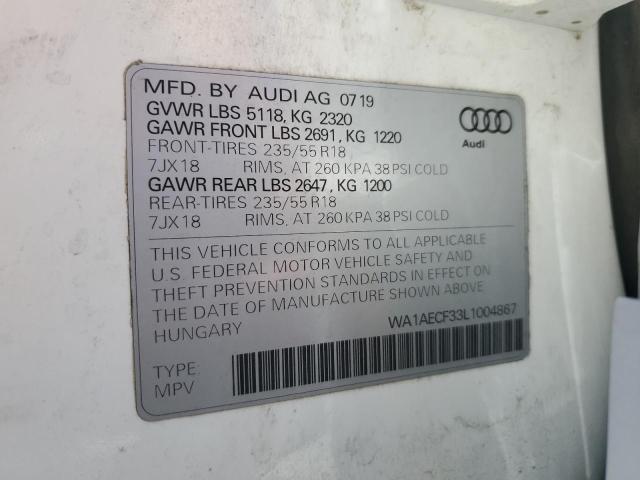 MFD. BY AUDI AG 0719
GVWR LBS 5118, KG 2320
GAWR FRONT LBS 2691, KG 1220
FRONT-TIRES 235/55 R18
7JX18 RIMS, AT 260 KPA 38 PSI COLD
GAWR REAR LBS 2647, KG 1200
REAR-TIRES 235/55 R18
7JX18 RIMS, AT 260 KPA 38 PSI COLD
Audi
THIS VEHICLE CONFORMS TO ALL APPLICABLE
U.S. FEDERAL MOTOR VEHICLE SAFETY AND
THEFT PREVENTION STANDARDS IN EFFECT ON
THE DATE OF MANUFACTURE SHOWN ABOVE
HUNGARY
WA1AECF33L1004867
TYPE:
MPV